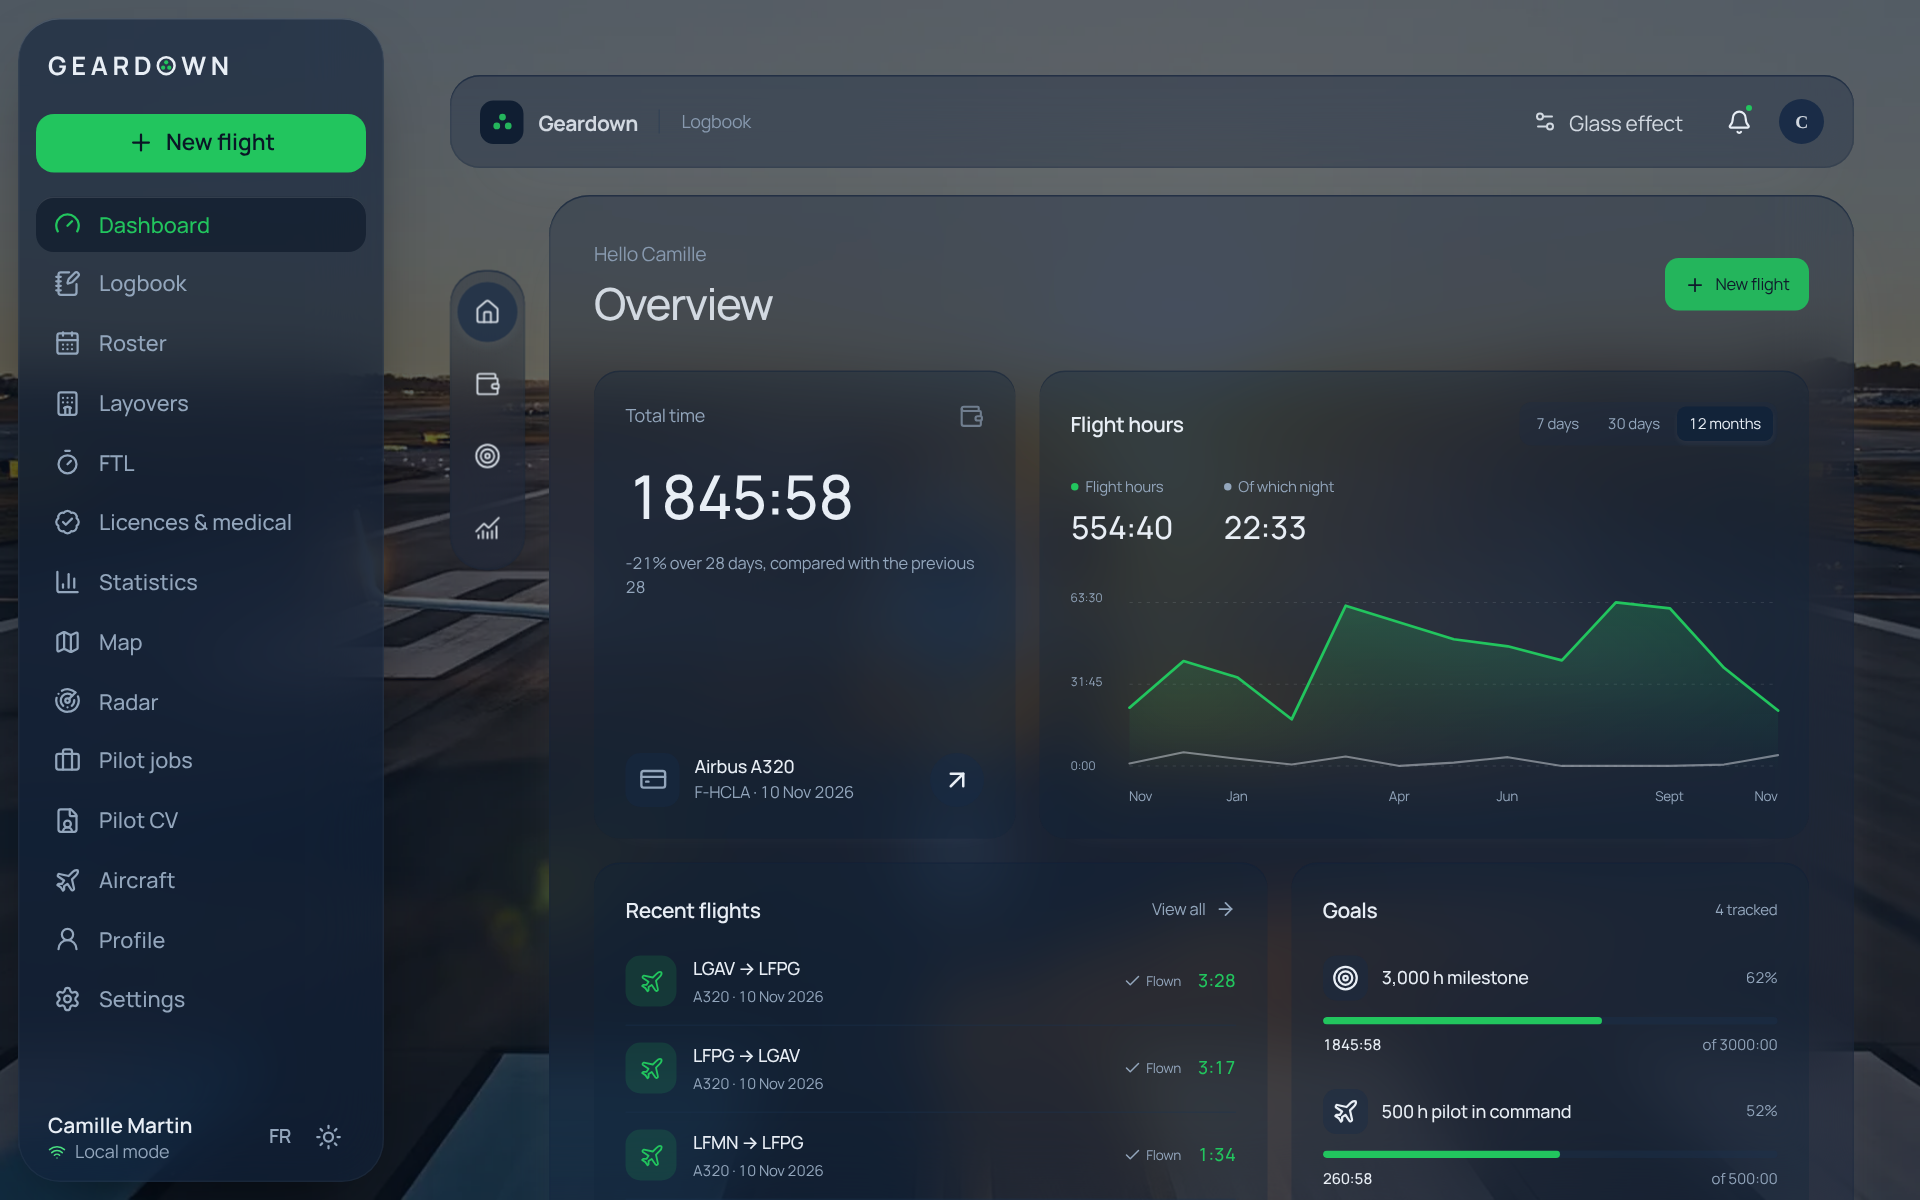 GEARDOWN
New flight
Dashboard
Logbook
Roster
Layovers
FTL
Licences & medical
Statistics
Map
Radar
Pilot jobs
Pilot CV
Aircraft
Profile
Settings
Camille Martin
Local mode
FR
Geardown
Logbook
Glass effect
C
Hello Camille
Overview
New flight
Total time
1845:58
-21% over 28 days, compared with the previous
28
Airbus A320
F-HCLA · 10 Nov 2026
Flight hours
7 days
30 days
12 months
Flight hours
Of which night
554:40
22:33
63:30
31:45
0:00
Nov
Jan
Apr
Jun
Sept
Nov
Recent flights
View all
LGAV → LFPG
A320 · 10 Nov 2026
Flown
3:28
LFPG → LGAV
A320 · 10 Nov 2026
Flown
3:17
LFMN → LFPG
A320 · 10 Nov 2026
Flown
1:34
Goals
4 tracked
3,000 h milestone
62%
1845:58
of 3000:00
500 h pilot in command
52%
260:58
of 500:00